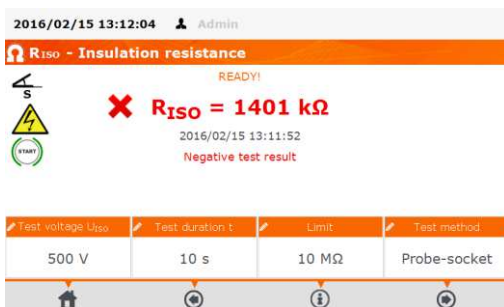 2016/02/15 13:12:04 Admin
Ω RISO - Insulation resistance
READY!
S
RISO = 1401 kΩ
2016/02/15 13:11:52
START
Negative test result
Test voltage UISO Test duration t Limit Test method
500 V 10 s 10 MΩ Probe-socket